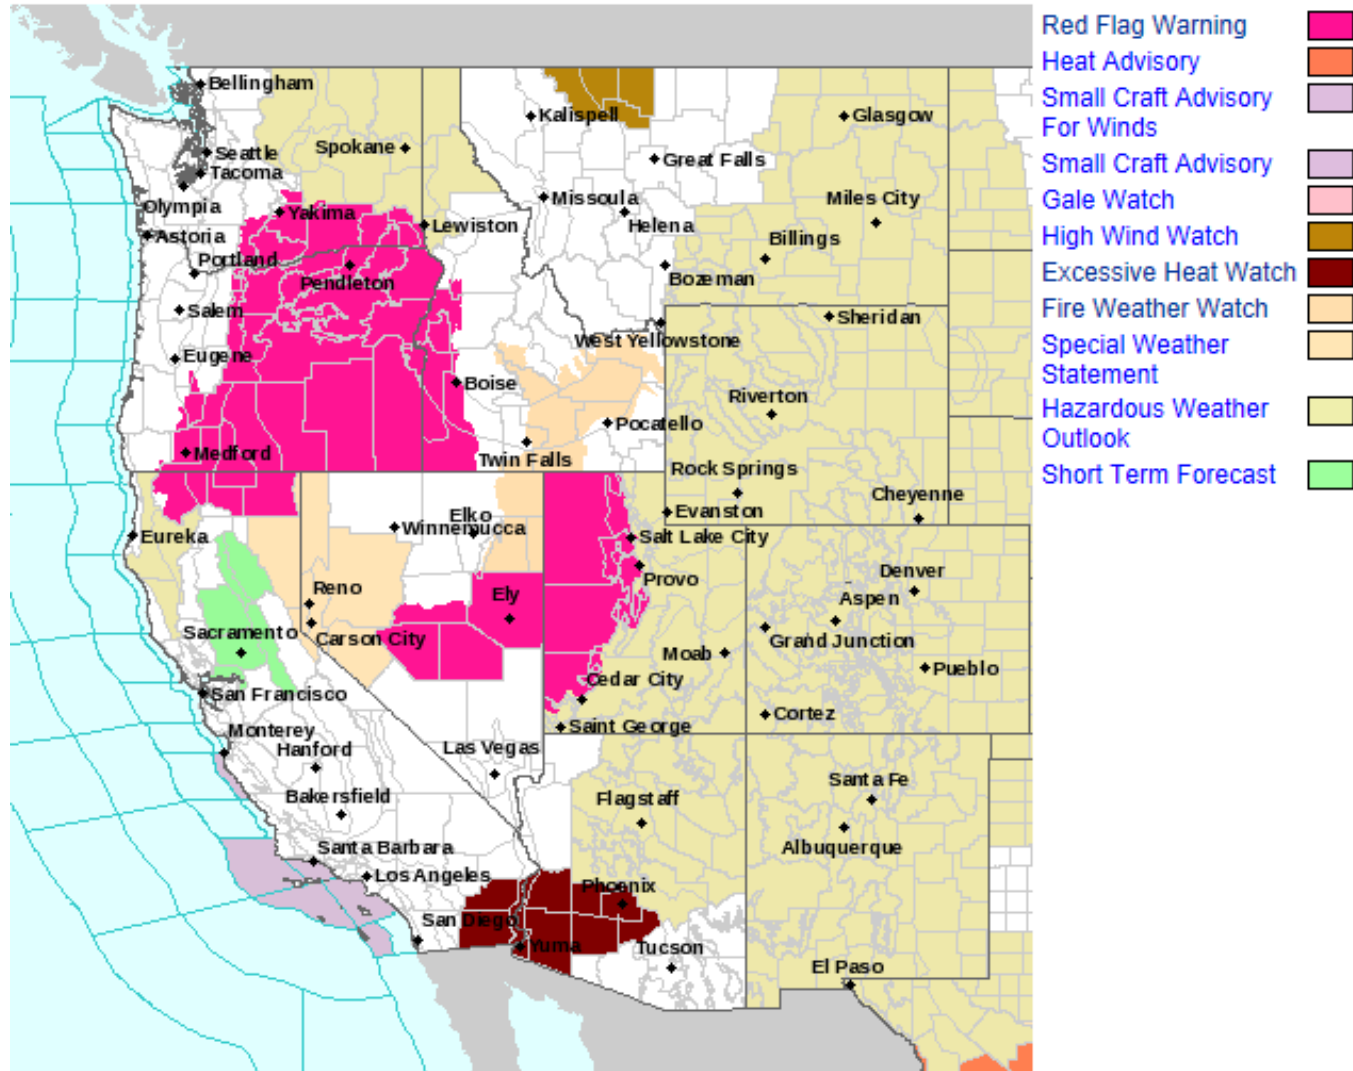 Red Flag Warning
Heat Advisory
Small Craft Advisory
For Winds
Small Craft Advisory
Gale Watch
High Wind Watch
Excessive Heat Watch
Fire Weather Watch
Special Weather
Statement
Hazardous Weather
Outlook
Short Term Forecast
Bellingham
Kalispell
Glasgow
Spokane
Seattle
Great Falls
Tacoma
Olympia
Missoula
Miles City
Yakima
Lewiston
Helena
Astoria
Billings
Portland
Pendleton
Bozeman
Salem
Sheridan
West Yellowstone
Eugene
Boise
Riverton
Pocatello
Medford
Twin Falls
Rock Springs
Cheyenne
Elko
Evanston
Winnemucca
Eureka
Salt Lake City
Provo
Denver
Reno
Ely
Aspen
Sacramento
Carson City
Grand Junction
Moab
Pueblo
Cedar City
San Francisco
Cortez
Saint George
Monterey
Hanford
Las Vegas
Santa Fe
Bakersfield
Flagstaff
Albuquerque
Santa Barbara
Los Angeles
Phoenix
San Diego
Yuma
Tucson
El Paso